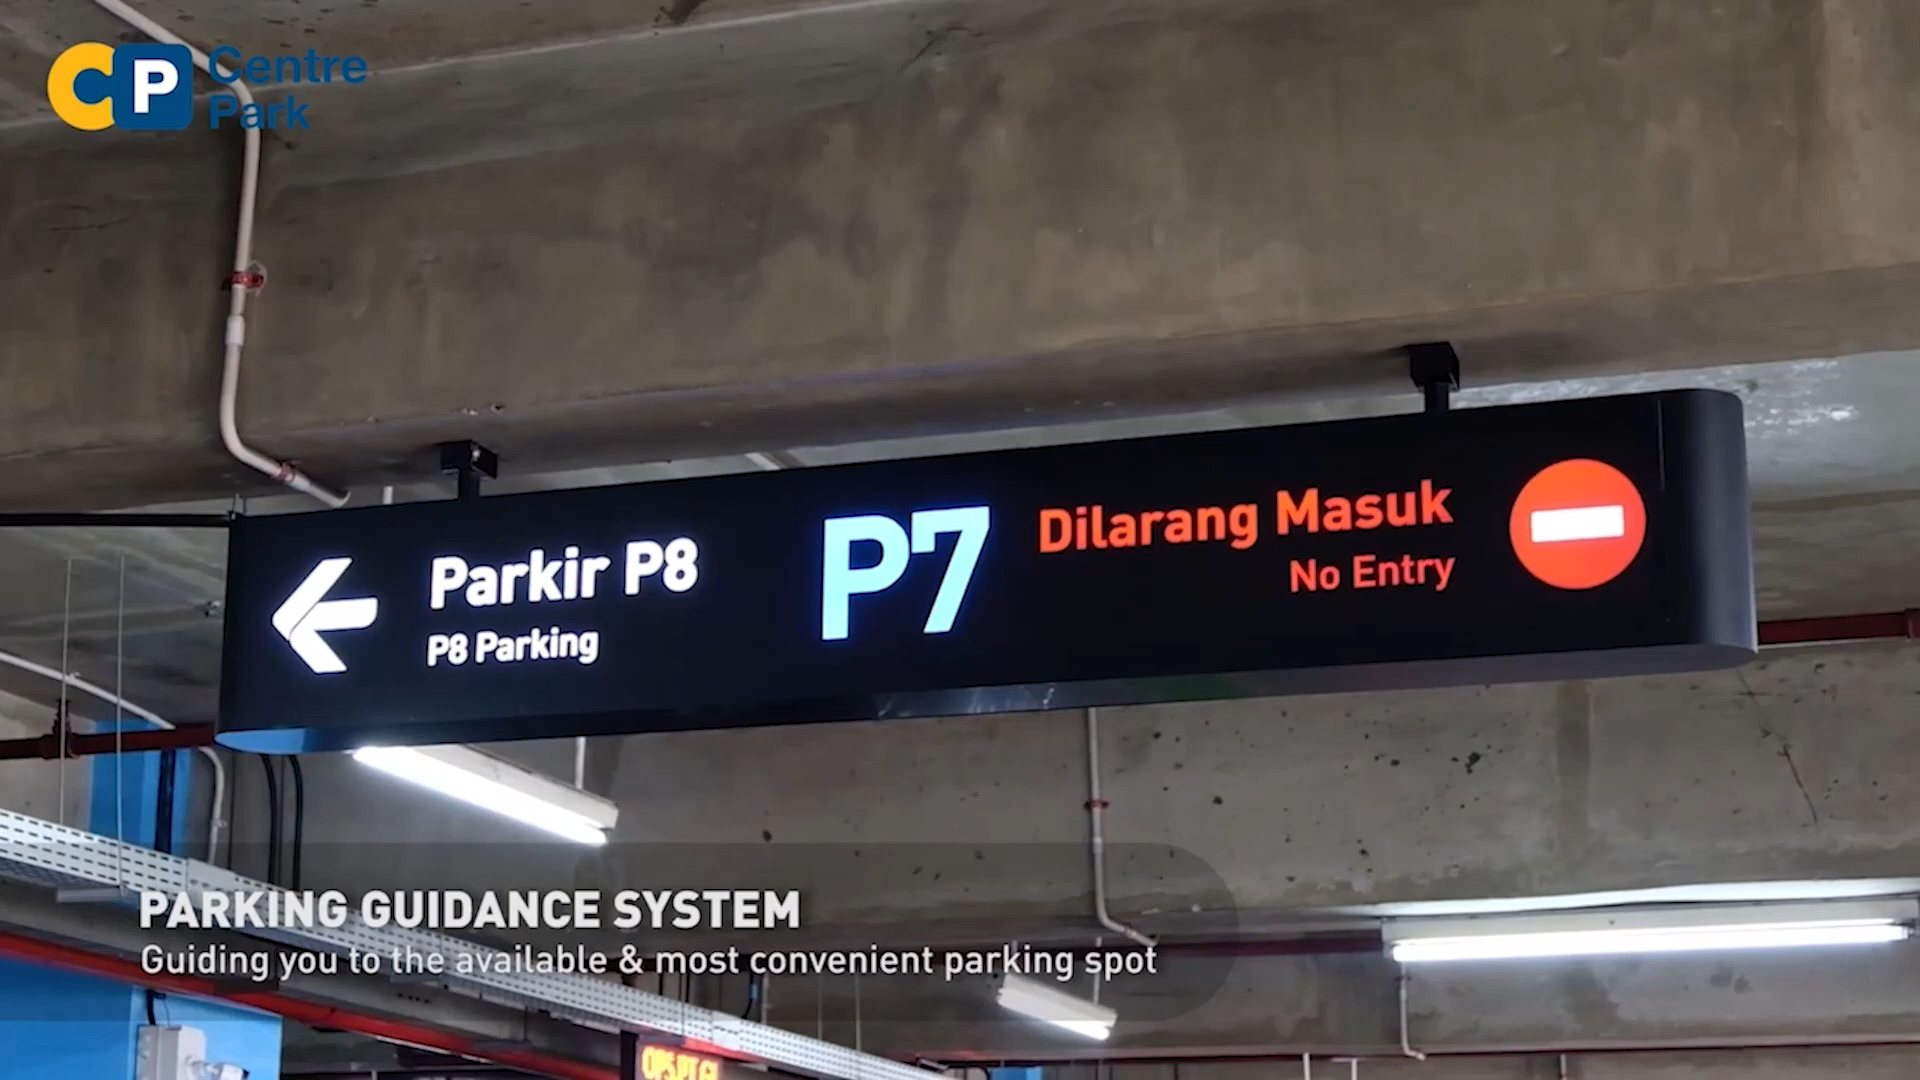 CP Centre
Park
Parkir P8
P8 Parking
P7
Dilarang Masuk
No Entry
PARKING GUIDANCE SYSTEM
Guiding you to the available & most convenient parking spot